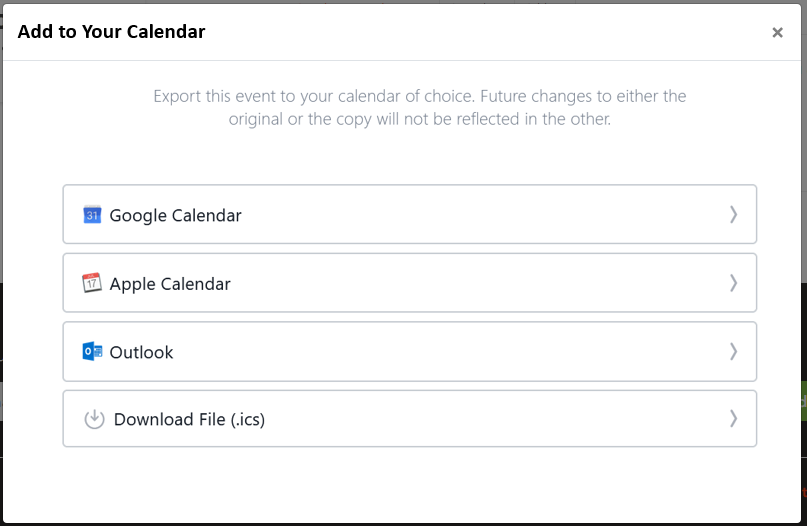 Add to Your Calendar
×
Export this event to your calendar of choice. Future changes to either the
original or the copy will not be reflected in the other.
31 Google Calendar
17 Apple Calendar
Outlook
Download File (.ics)